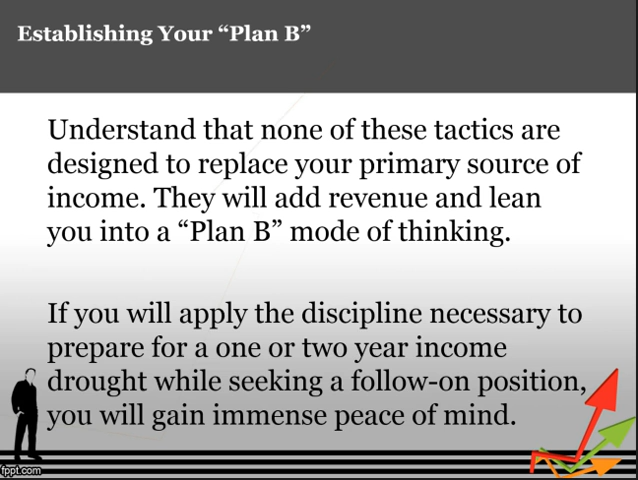 Establishing Your “Plan B”
Understand that none of these tactics are
designed to replace your primary source of
income. They will add revenue and lean
you into a “Plan B” mode of thinking.
If you will apply the discipline necessary to
prepare for a one or two year income
drought while seeking a follow-on position,
you will gain immense peace of mind.
fppt.com